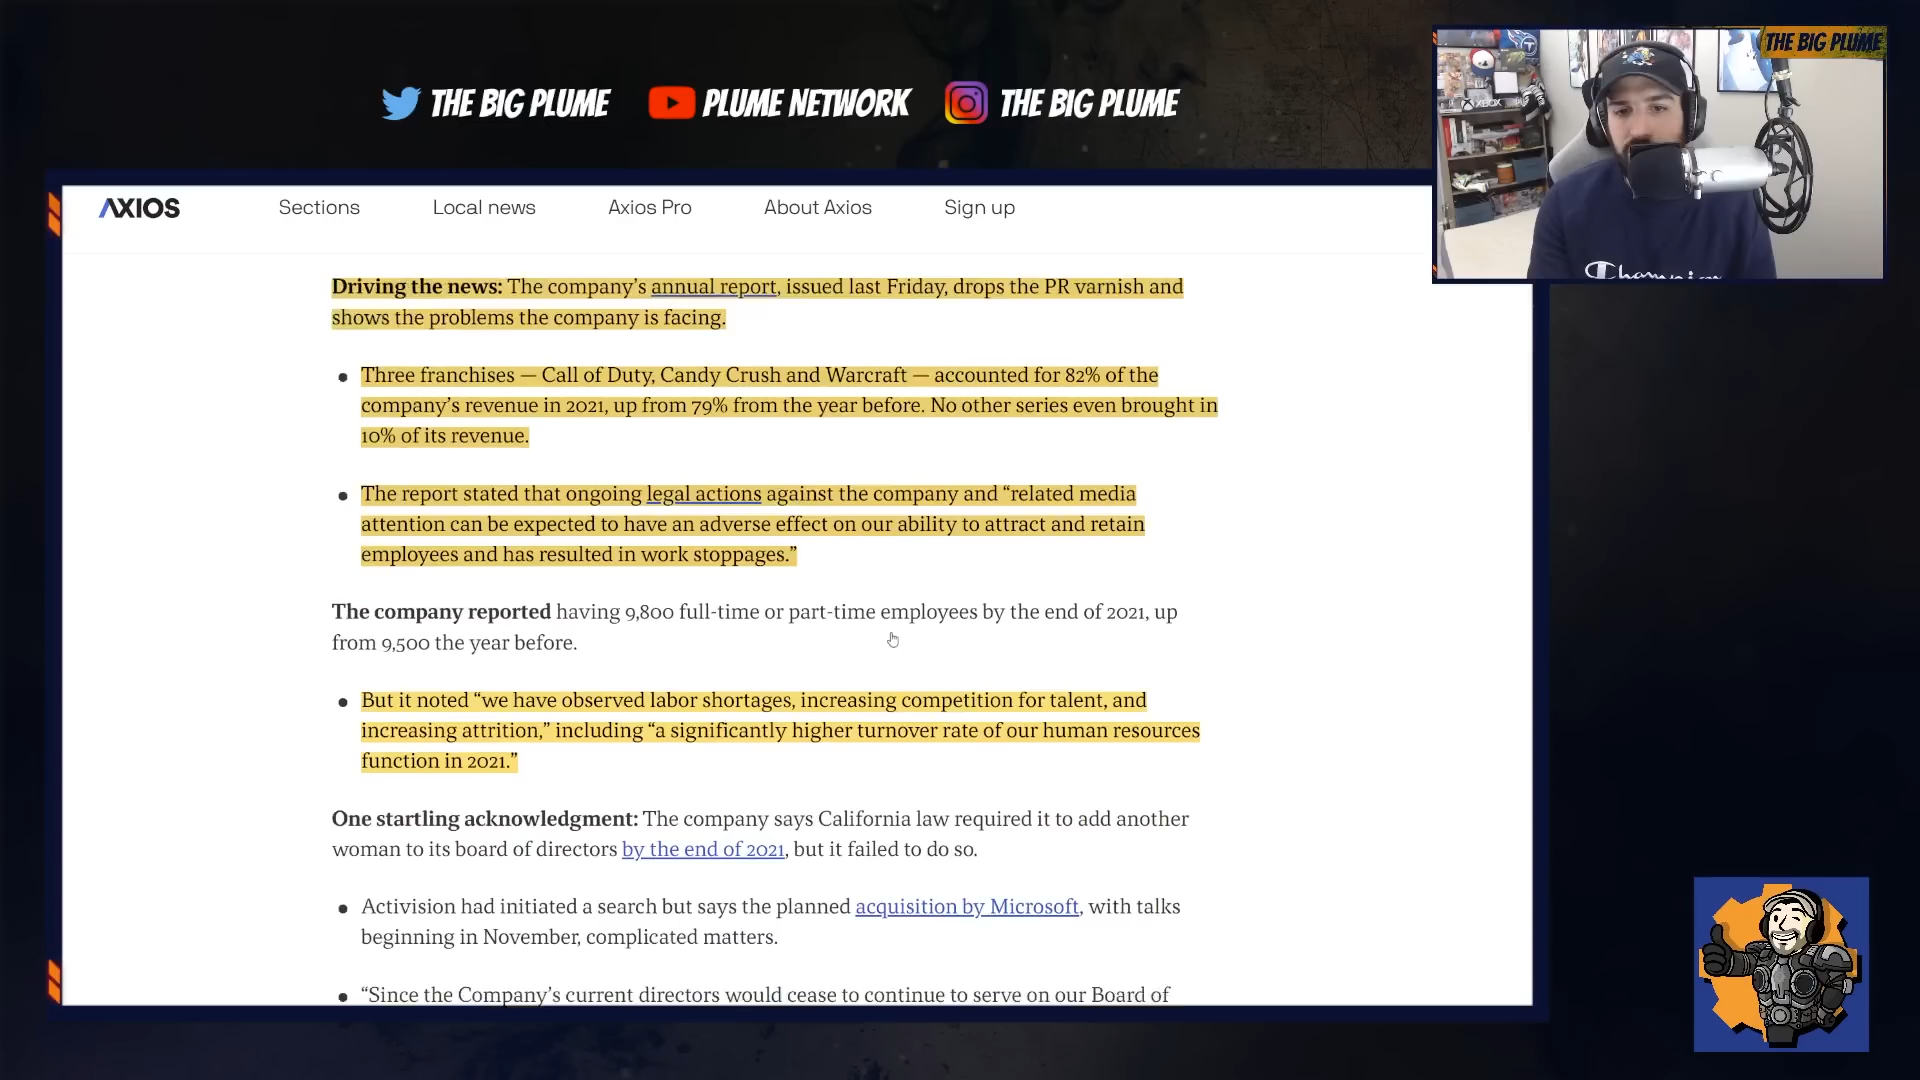 THE BIG PLUME
PLUME NETWORK
THE BIG PLUME
THE BIG PLUME
XBOX
Champion
AXIOS
Sections
Local news
Axios Pro
About Axios
Sign up
Driving the news: The company's annual report, issued last Friday, drops the PR varnish and
shows the problems the company is facing.
• Three franchises — Call of Duty, Candy Crush and Warcraft — accounted for 82% of the
company's revenue in 2021, up from 79% from the year before. No other series even brought in
10% of its revenue.
• The report stated that ongoing legal actions against the company and “related media
attention can be expected to have an adverse effect on our ability to attract and retain
employees and has resulted in work stoppages.”
The company reported having 9,800 full-time or part-time employees by the end of 2021, up
from 9,500 the year before.
• But it noted “we have observed labor shortages, increasing competition for talent, and
increasing attrition,” including “a significantly higher turnover rate of our human resources
function in 2021.”
One startling acknowledgment: The company says California law required it to add another
woman to its board of directors by the end of 2021, but it failed to do so.
• Activision had initiated a search but says the planned acquisition by Microsoft, with talks
beginning in November, complicated matters.
• “Since the Company's current directors would cease to continue to serve on our Board of